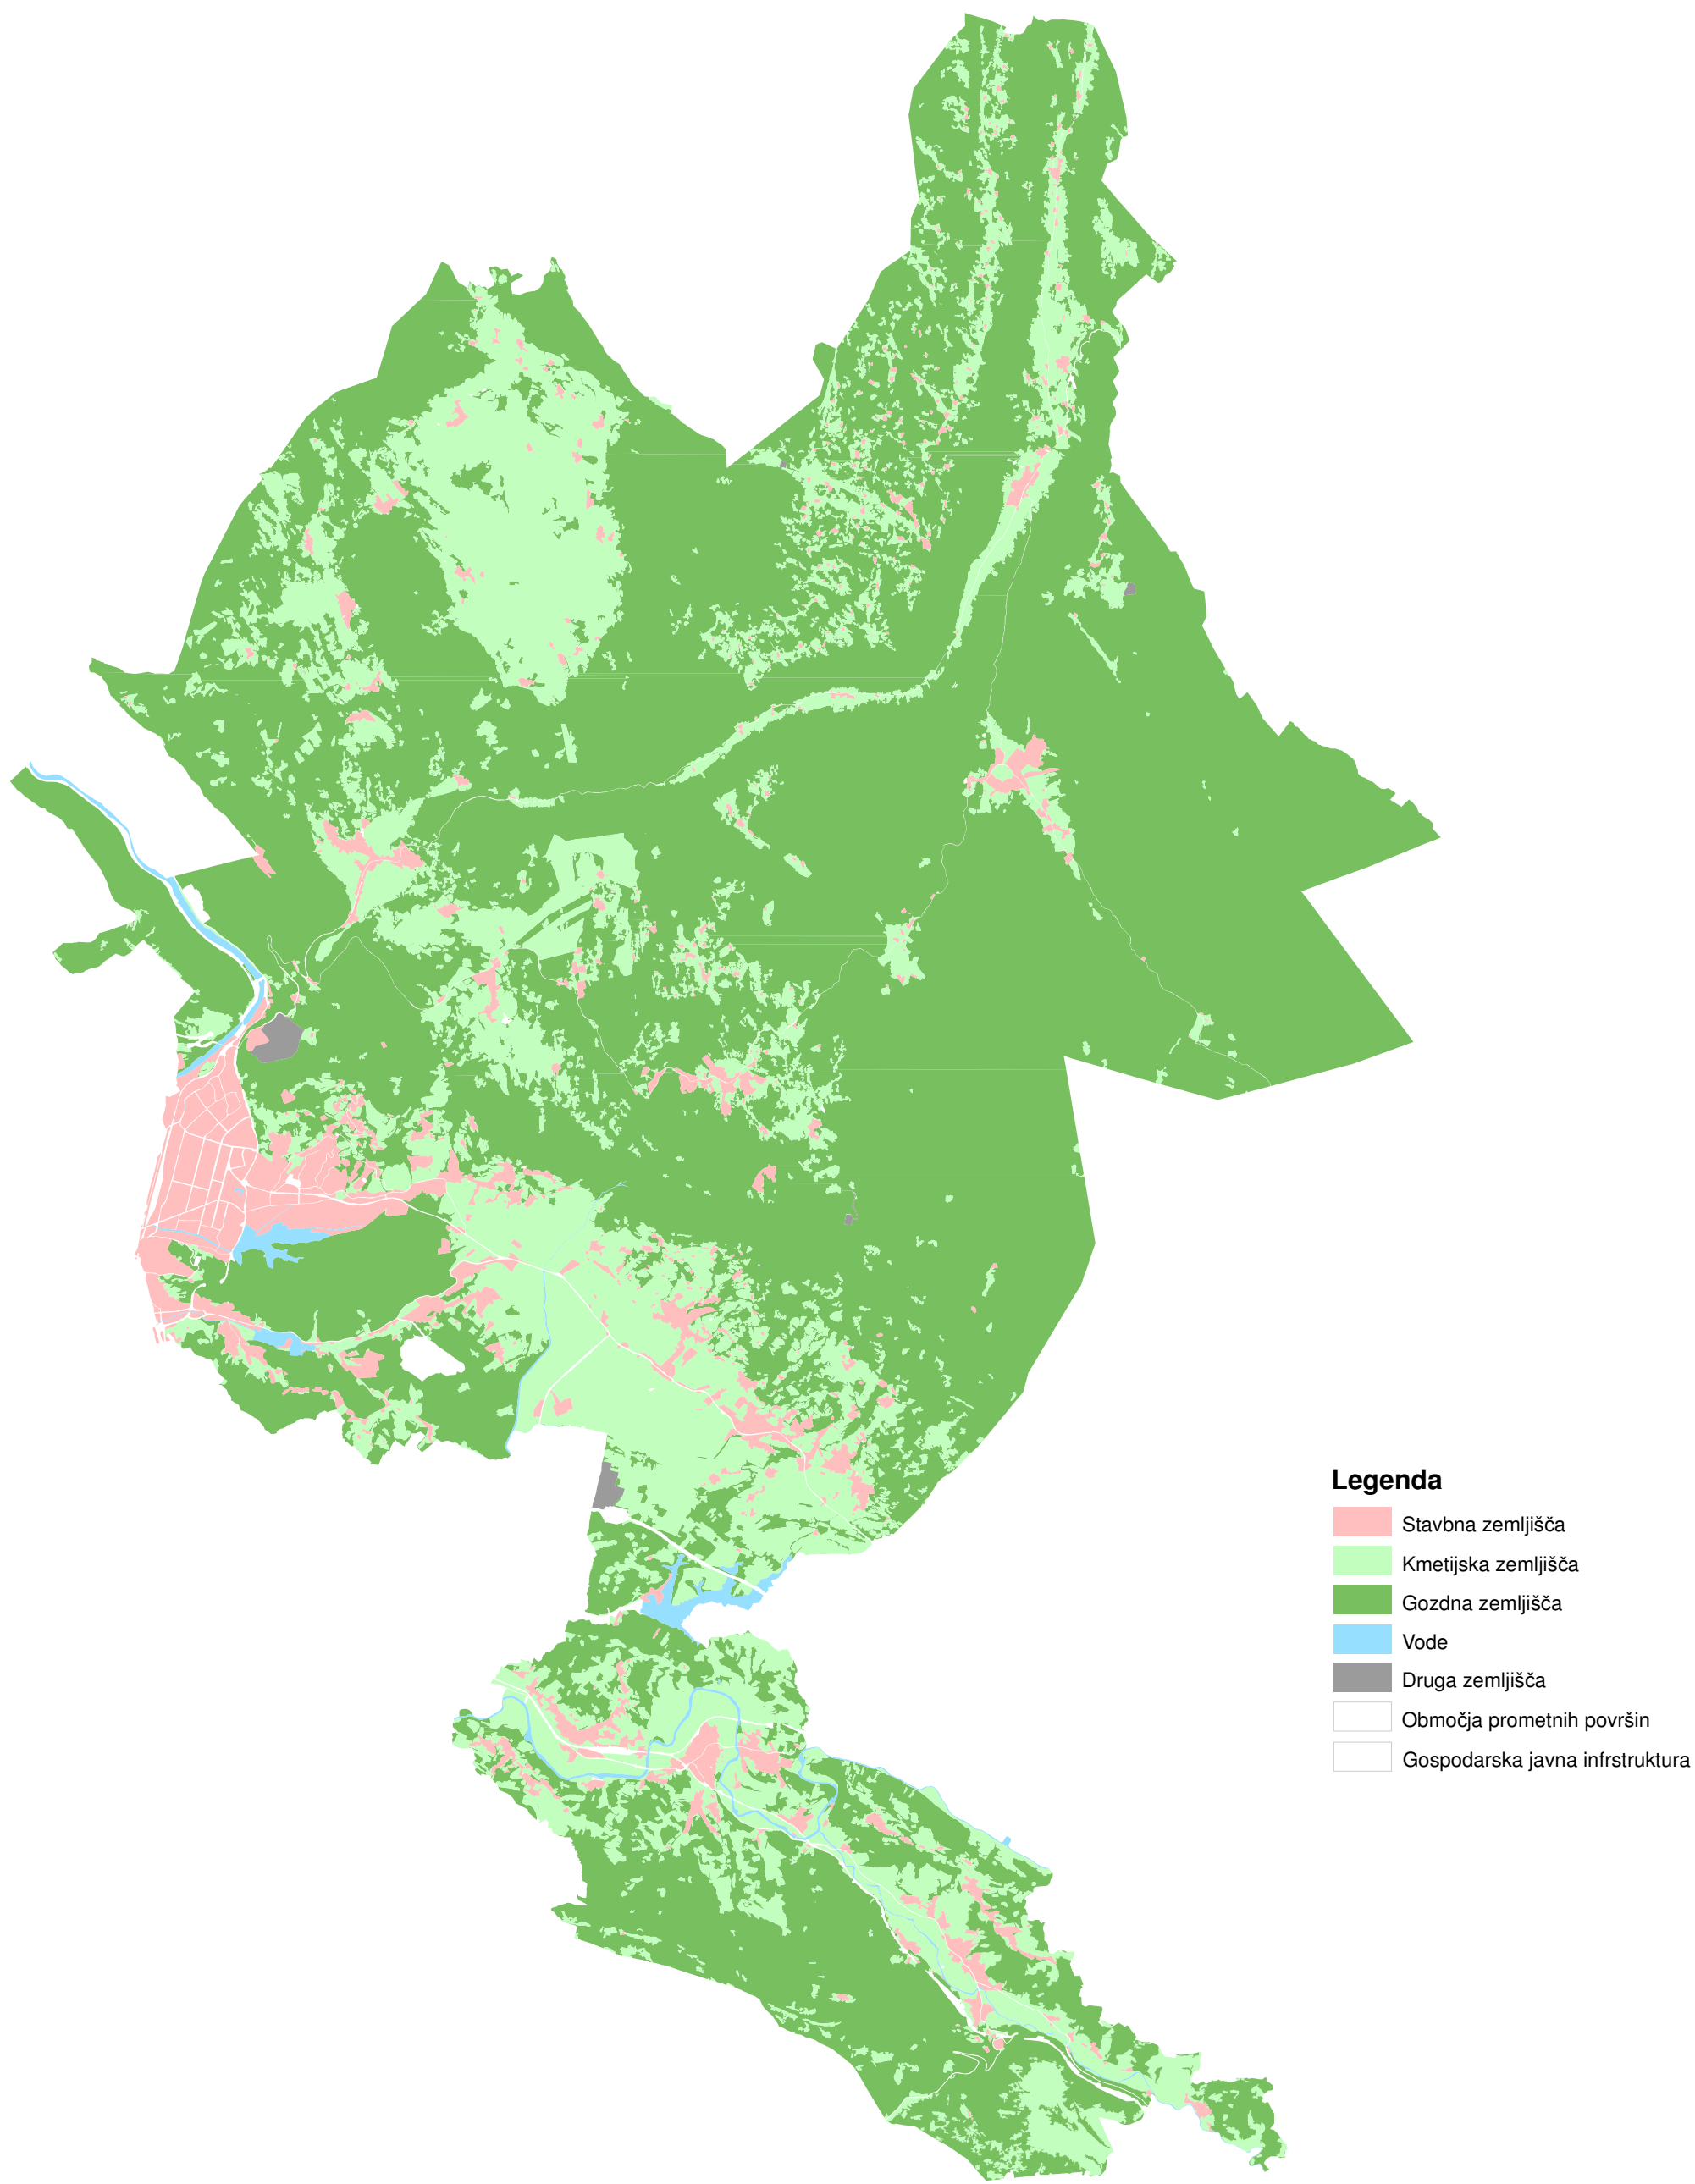 Legenda
Stavbna zemljišča
Kmetijska zemljišča
Gozdna zemljišča
Vode
Druga zemljišča
Območja prometnih površin
Gospodarska javna infrstruktura